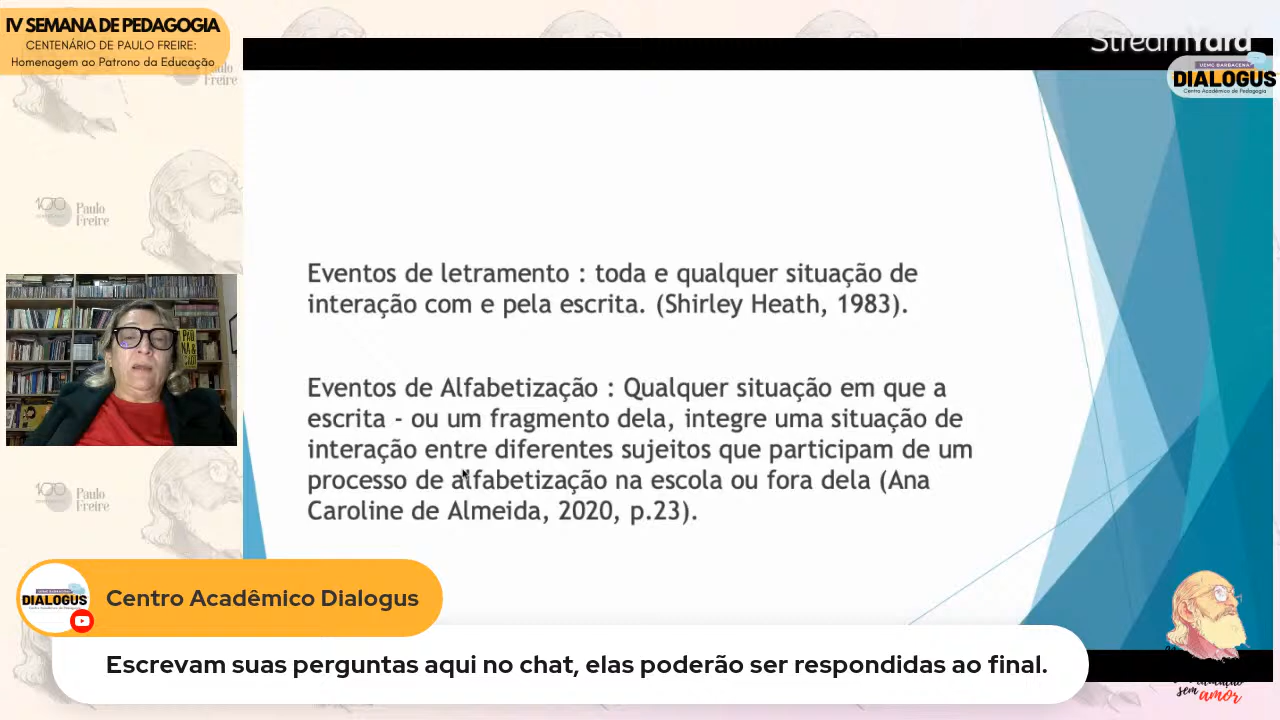 IV SEMANA DE PEDAGOGIA
CENTENÁRIO DE PAULO FREIRE:
Homenagem ao Patrono da Educação
StreamYard
UEMG BARBACENA
DIALOGUS
Centro Acadêmico de Pedagogia
Paulo
Freire
100
Paulo
Freire
Eventos de letramento : toda e qualquer situação de
interação com e pela escrita. (Shirley Heath, 1983).
Eventos de Alfabetização : Qualquer situação em que a
escrita - ou um fragmento dela, integre uma situação de
interação entre diferentes sujeitos que participam de um
processo de alfabetização na escola ou fora dela (Ana
Caroline de Almeida, 2020, p.23).
100
Paulo
Freire
DIALOGUS
Centro Acadêmico Dialogus
Escrevam suas perguntas aqui no chat, elas poderão ser respondidas ao final.
sem amor